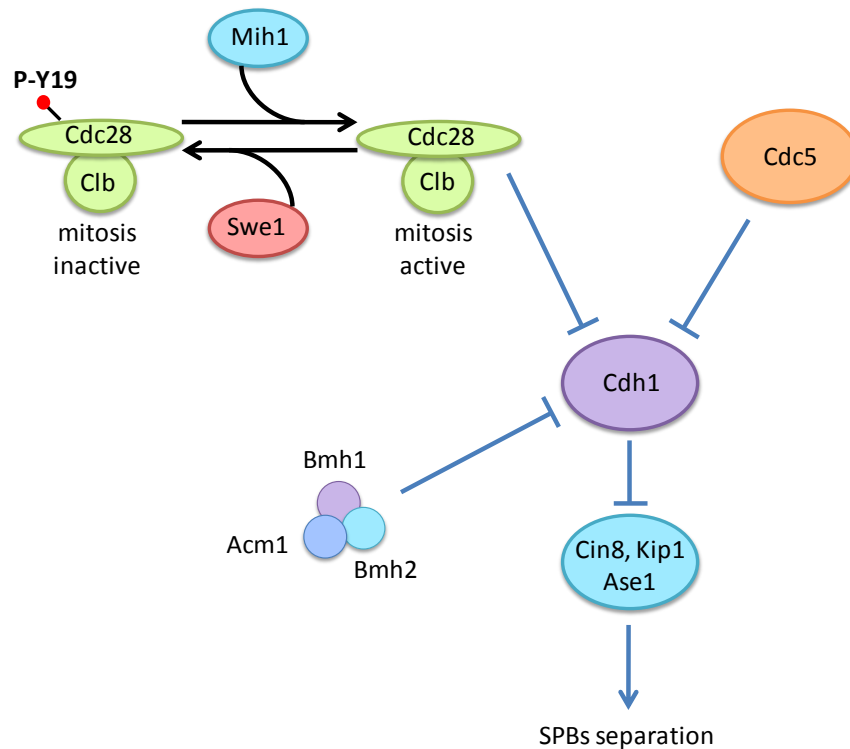 Mih1
P-Y19
Cdc28
Clb
mitosis
inactive
Swe1
Cdc28
Clb
mitosis
active
Cdc5
Cdh1
Bmh1
Acm1
Bmh2
Cin8, Kip1
Ase1
SPBs separation